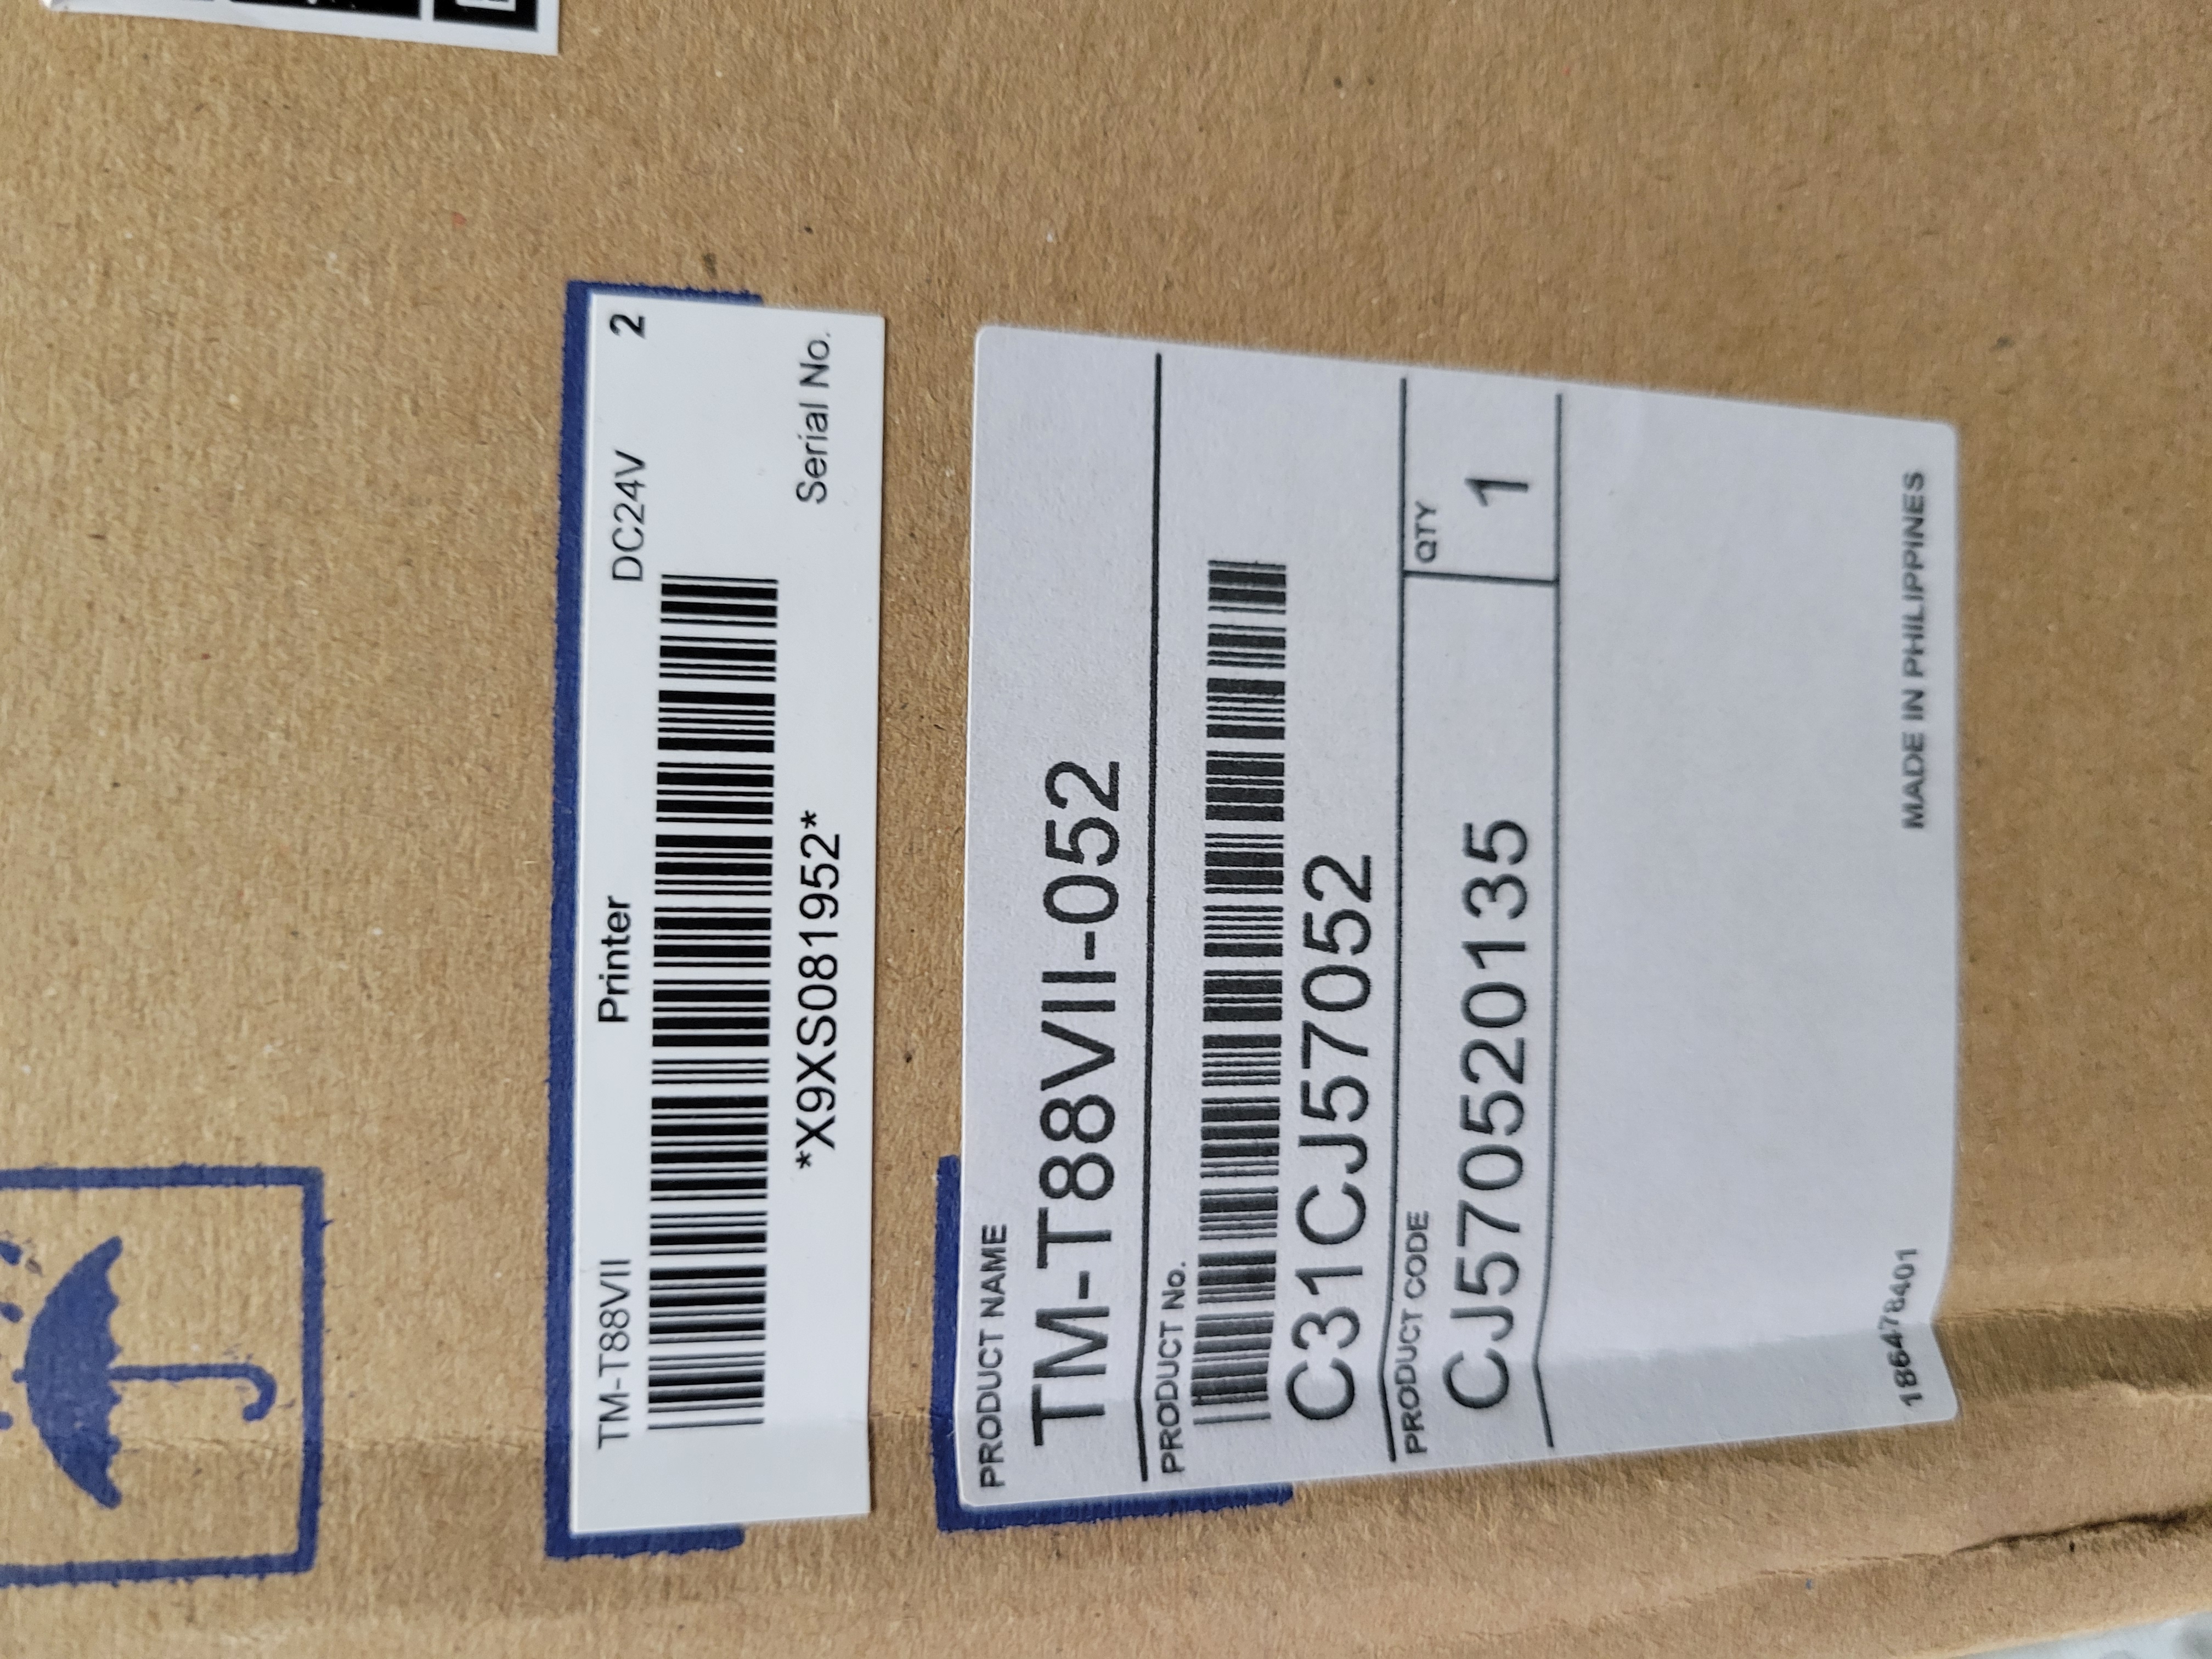 TM-T88VII Printer DC24V 2
*X9XS081952* Serial No.
PRODUCT NAME
TM-T88VII-052
PRODUCT No.
C31CJ57052
PRODUCT CODE QTY
CJ570520135 1
186478401 MADE IN PHILIPPINES